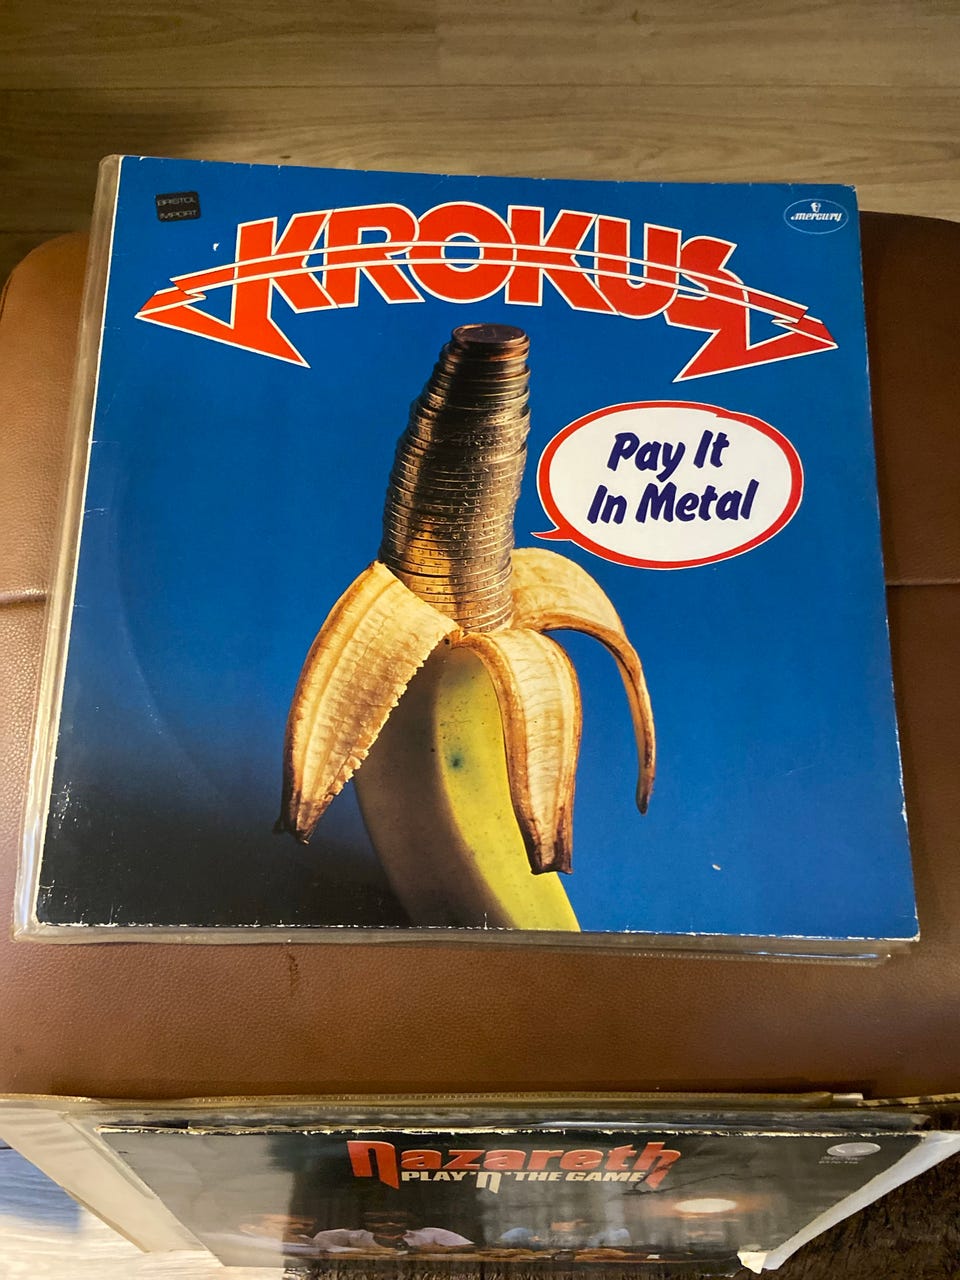 BRISTOL
IMPORT
mercury
KROKUS
Pay It
In Metal
Nazareth
PLAY 'N' THE GAME